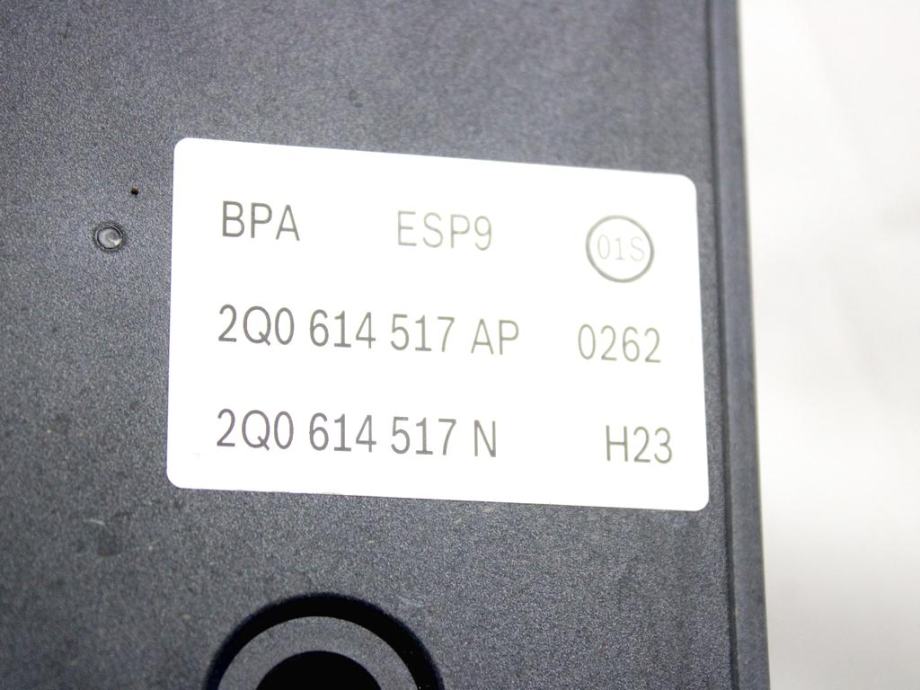 BPA ESP9 01S
2Q0 614 517 AP 0262
2Q0 614 517 N H23